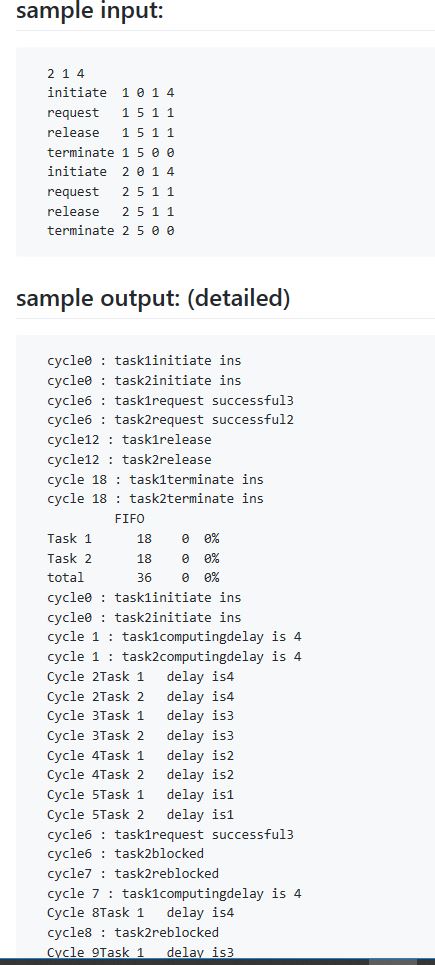 sample input:
2 1 4
initiate 1 0 1 4
request 1 5 1 1
release 1 5 1 1
terminate 1 5 0 0
initiate 2 0 1 4
request 2 5 1 1
release 2 5 1 1
terminate 2 5 0 0
sample output: (detailed)
cycle0 : task1initiate ins
cycle0 : task2initiate ins
cycle6 : task1request successful3
cycle6 : task2request successful2
cycle12 : task1release
cycle12 : task2release
cycle 18 : task1terminate ins
cycle 18 : task2terminate ins
FIFO
Task 1 18 0 0%
Task 2 18 0 0%
total 36 0 0%
cycle0 : task1initiate ins
cycle0 : task2initiate ins
cycle 1 : task1computingdelay is 4
cycle 1 : task2computingdelay is 4
Cycle 2Task 1 delay is4
Cycle 2Task 2 delay is4
Cycle 3Task 1 delay is3
Cycle 3Task 2 delay is3
Cycle 4Task 1 delay is2
Cycle 4Task 2 delay is2
Cycle 5Task 1 delay is1
Cycle 5Task 2 delay is1
cycle6 : task1request successful3
cycle6 : task2blocked
cycle7 : task2reblocked
cycle 7 : task1computingdelay is 4
Cycle 8Task 1 delay is4
cycle8 : task2reblocked
Cycle 9Task 1 delay is3